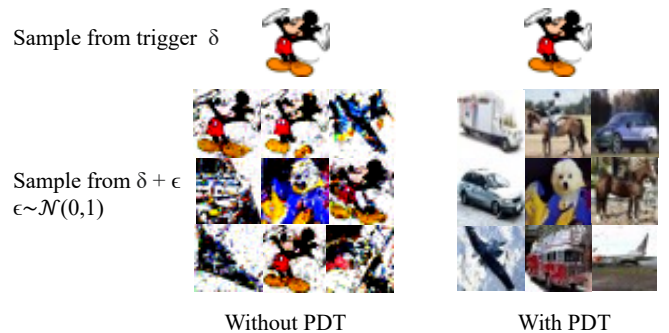 Sample from trigger δ
Sample from δ + ϵ
ϵ~𝒩(0,1)
Without PDT
With PDT